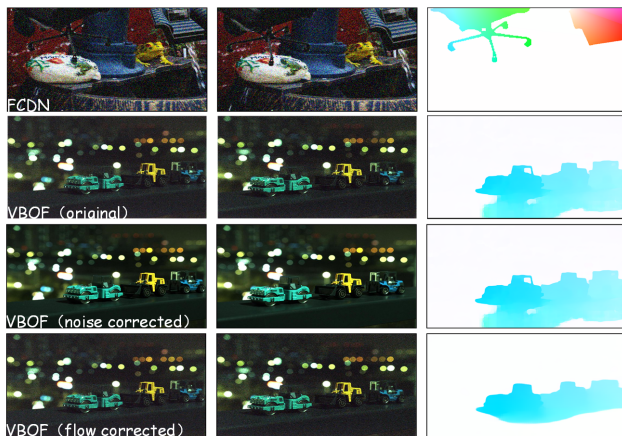 FCDN
VBOF (original)
VBOF (noise corrected)
VBOF (flow corrected)